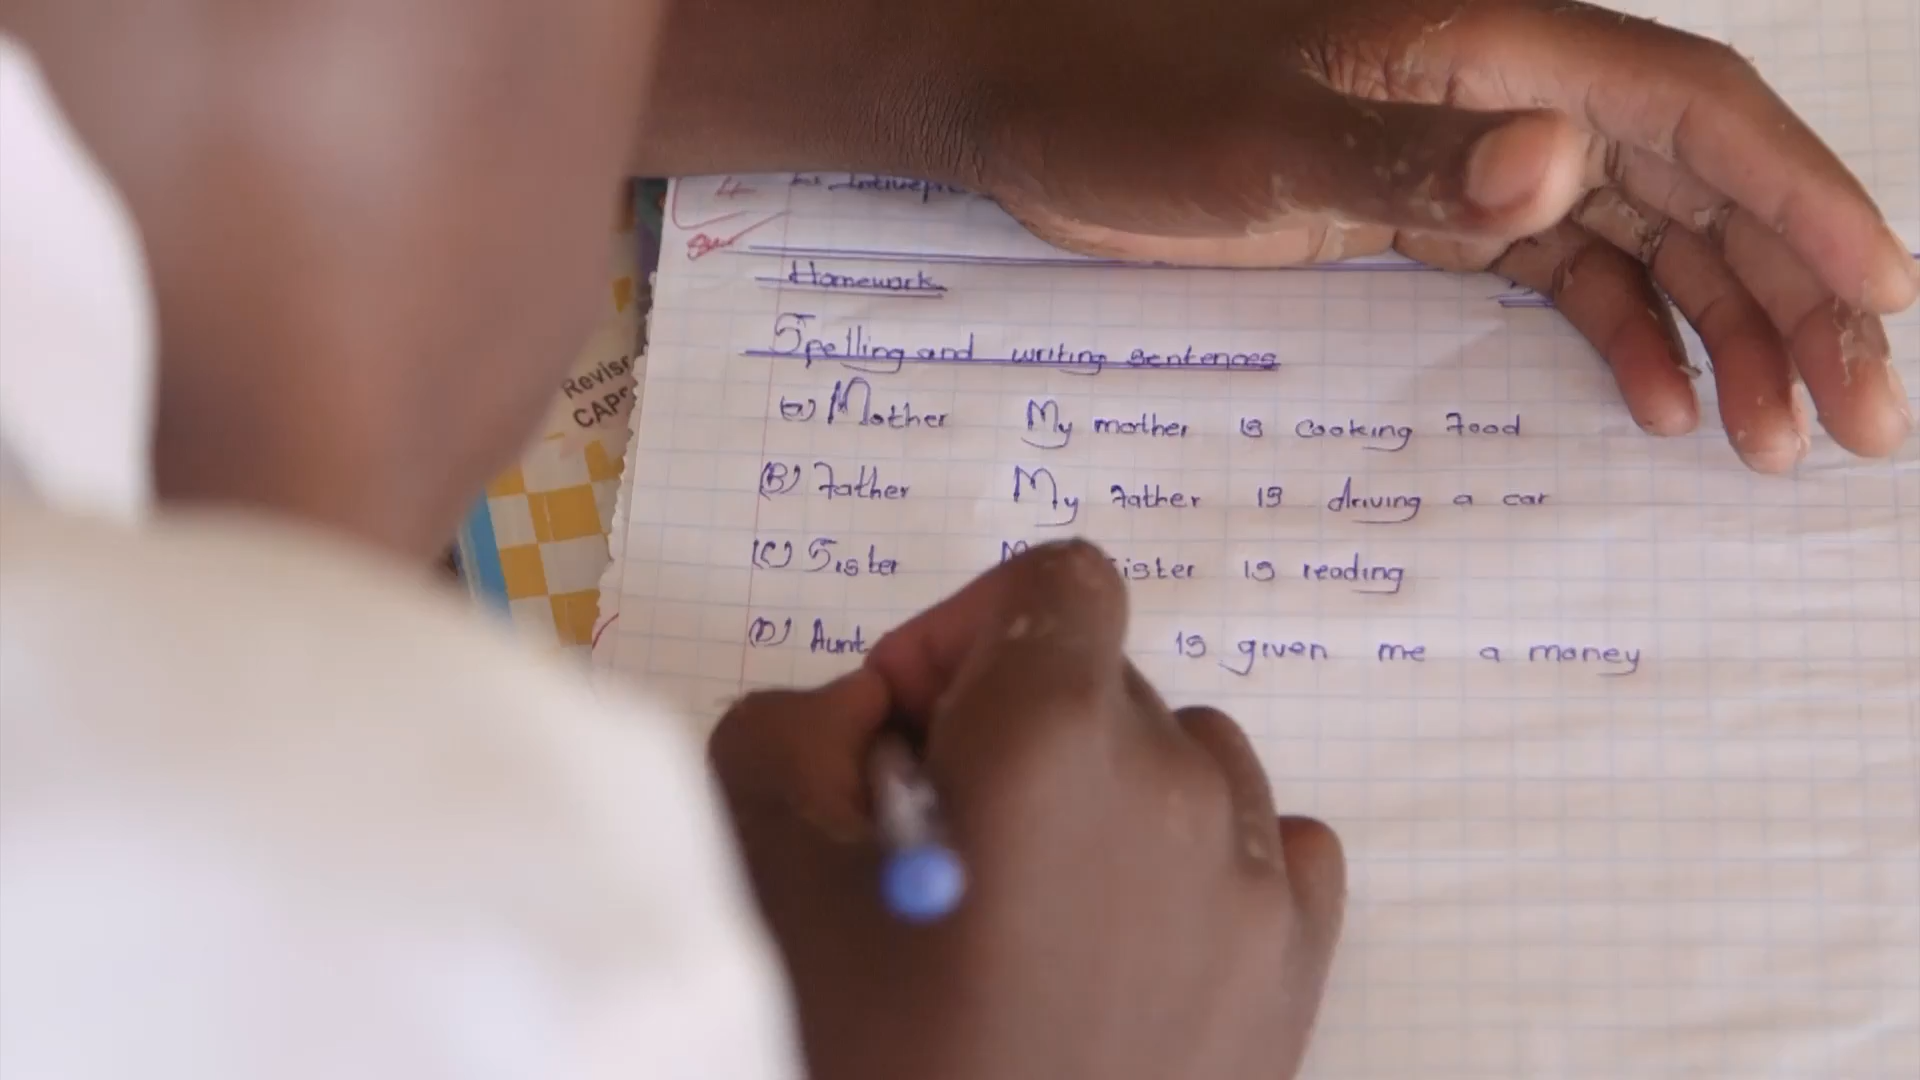 4
Homework
Spelling and writing sentences
(a) Mother My mother is cooking food
(B) Father My father is driving a car
(C) Sister sister is reading
(D) Aunt is given me a money